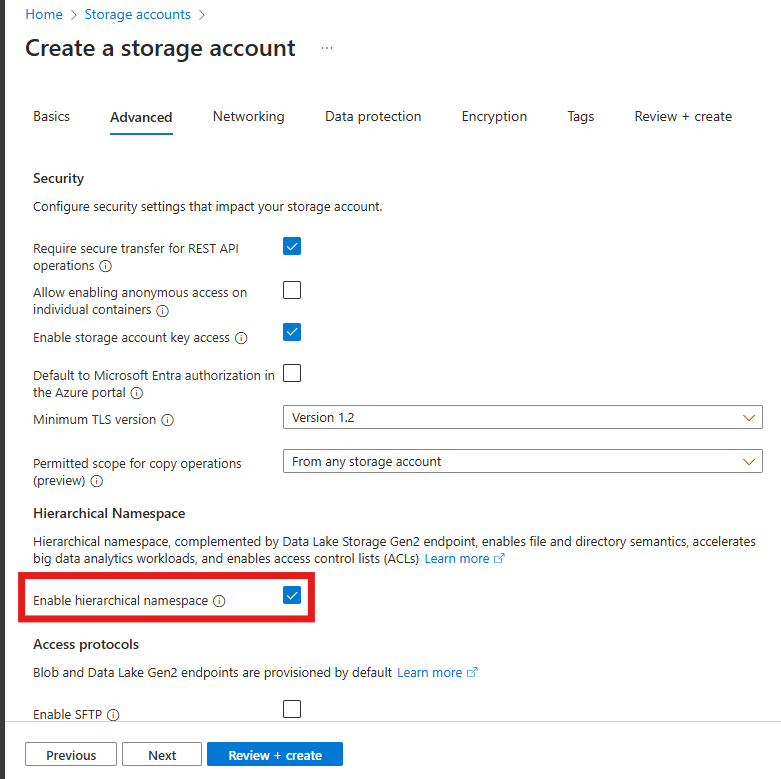 Home > Storage accounts >
Create a storage account ...
Basics Advanced Networking Data protection Encryption Tags Review + create
Security
Configure security settings that impact your storage account.
Require secure transfer for REST API
operations
Allow enabling anonymous access on
individual containers
Enable storage account key access
Default to Microsoft Entra authorization in
the Azure portal
Minimum TLS version
Version 1.2
Permitted scope for copy operations
(preview)
From any storage account
Hierarchical Namespace
Hierarchical namespace, complemented by Data Lake Storage Gen2 endpoint, enables file and directory semantics, accelerates
big data analytics workloads, and enables access control lists (ACLs) Learn more
Enable hierarchical namespace
Access protocols
Blob and Data Lake Gen2 endpoints are provisioned by default Learn more
Enable SFTP
Previous Next Review + create